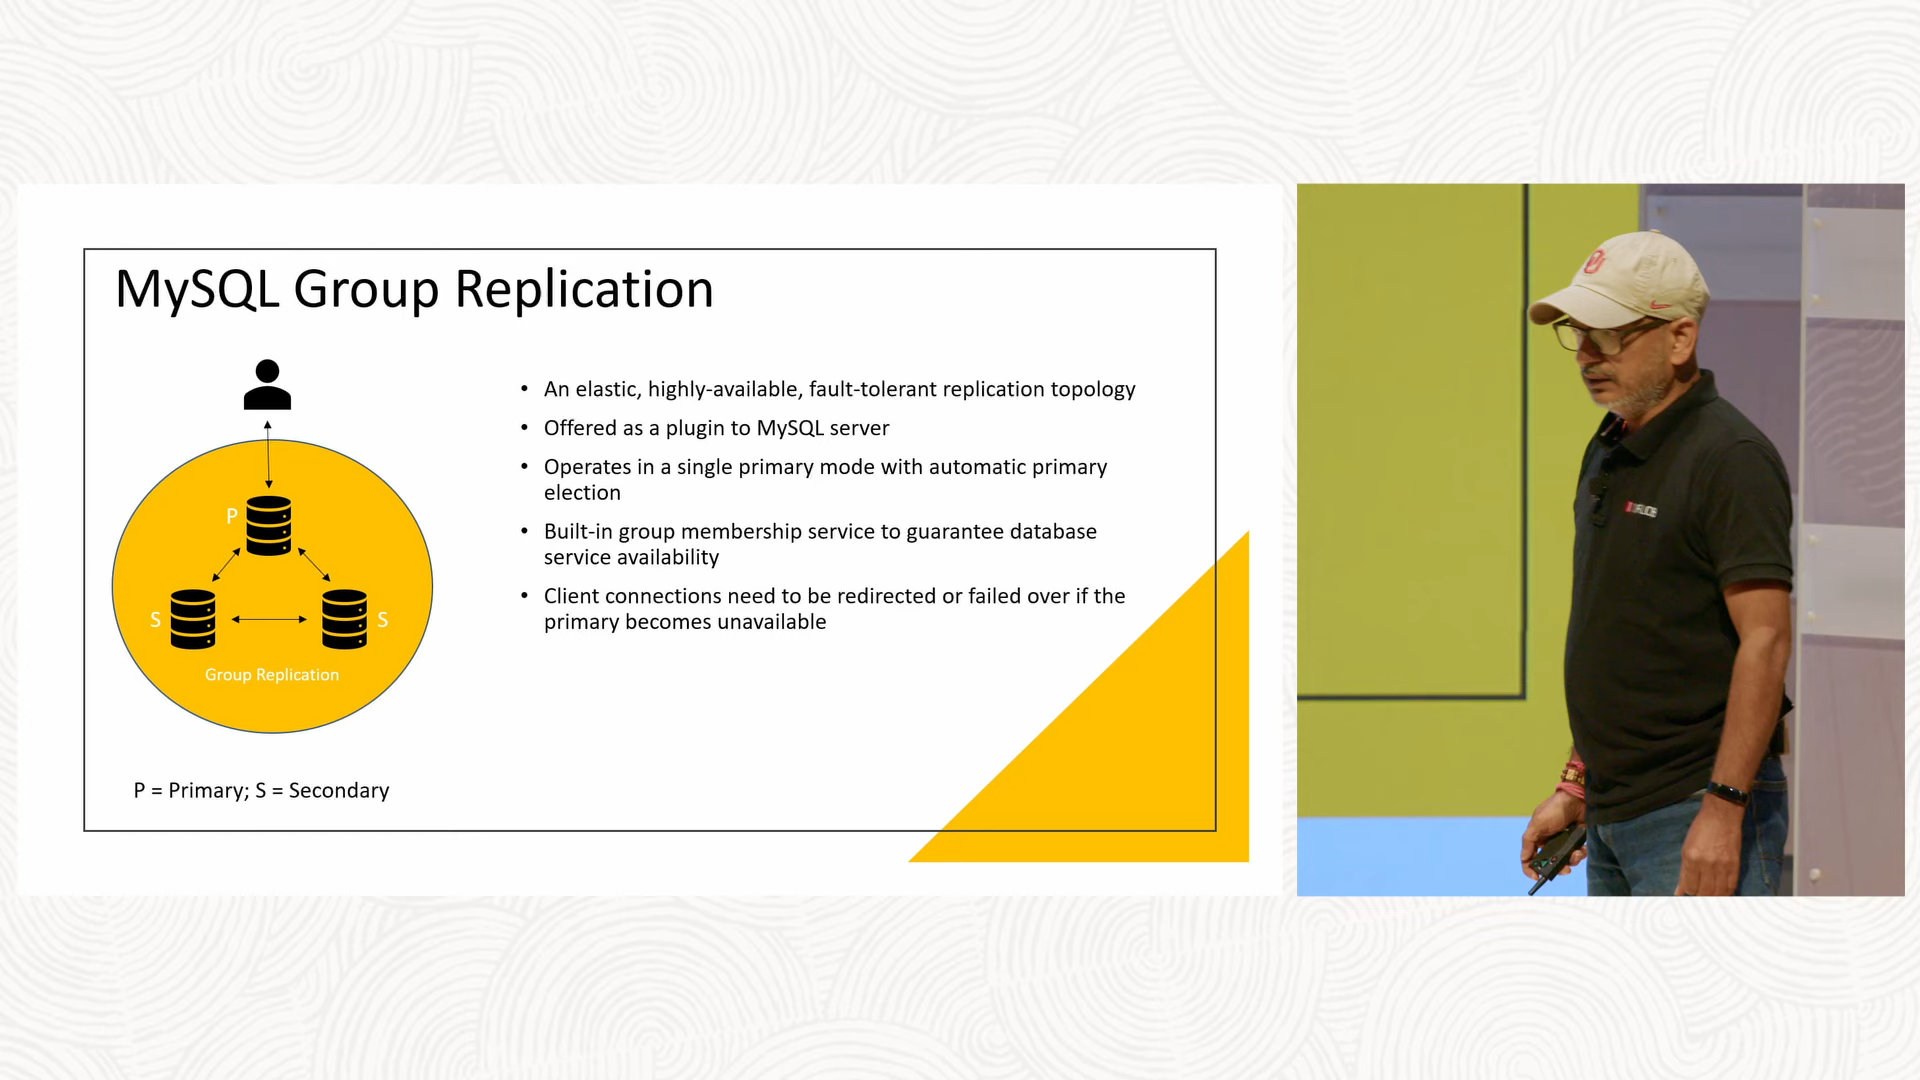 MySQL Group Replication
An elastic, highly-available, fault-tolerant replication topology
Offered as a plugin to MySQL server
Operates in a single primary mode with automatic primary
election
Built-in group membership service to guarantee database
service availability
Client connections need to be redirected or failed over if the
primary becomes unavailable
P
S
S
Group Replication
P = Primary; S = Secondary